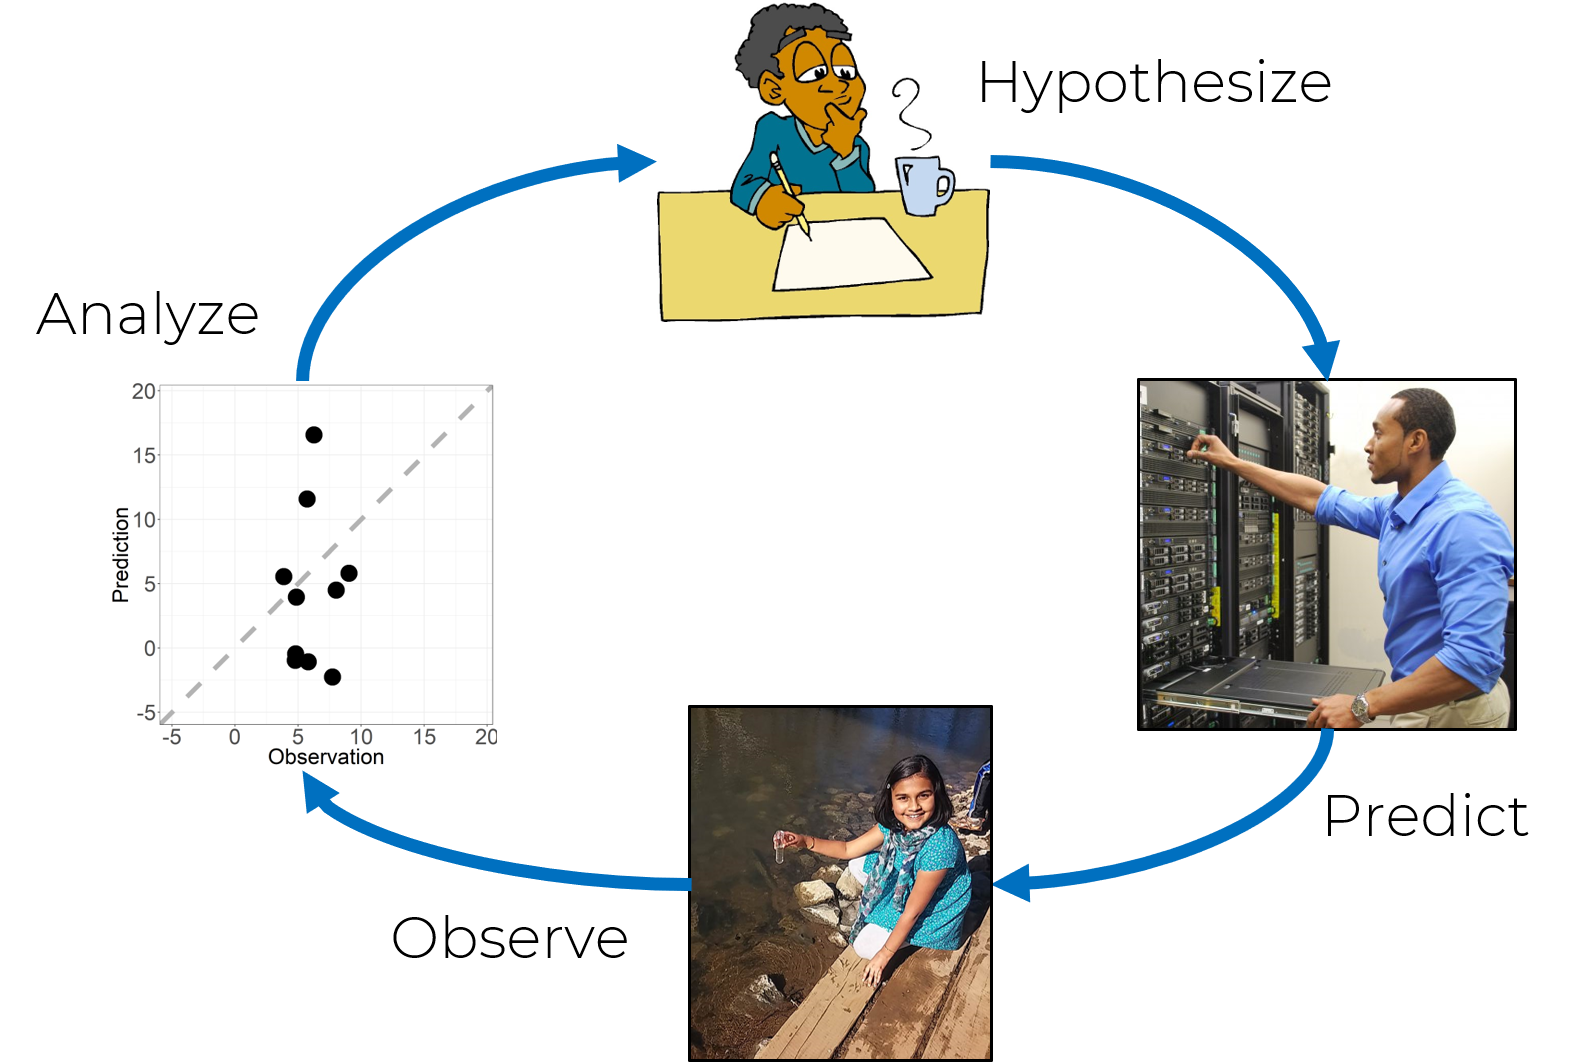 Hypothesize
Analyze
20
15
10
5
0
-5
Prediction
-5 0 5 10 15 20
Observation
Predict
Observe